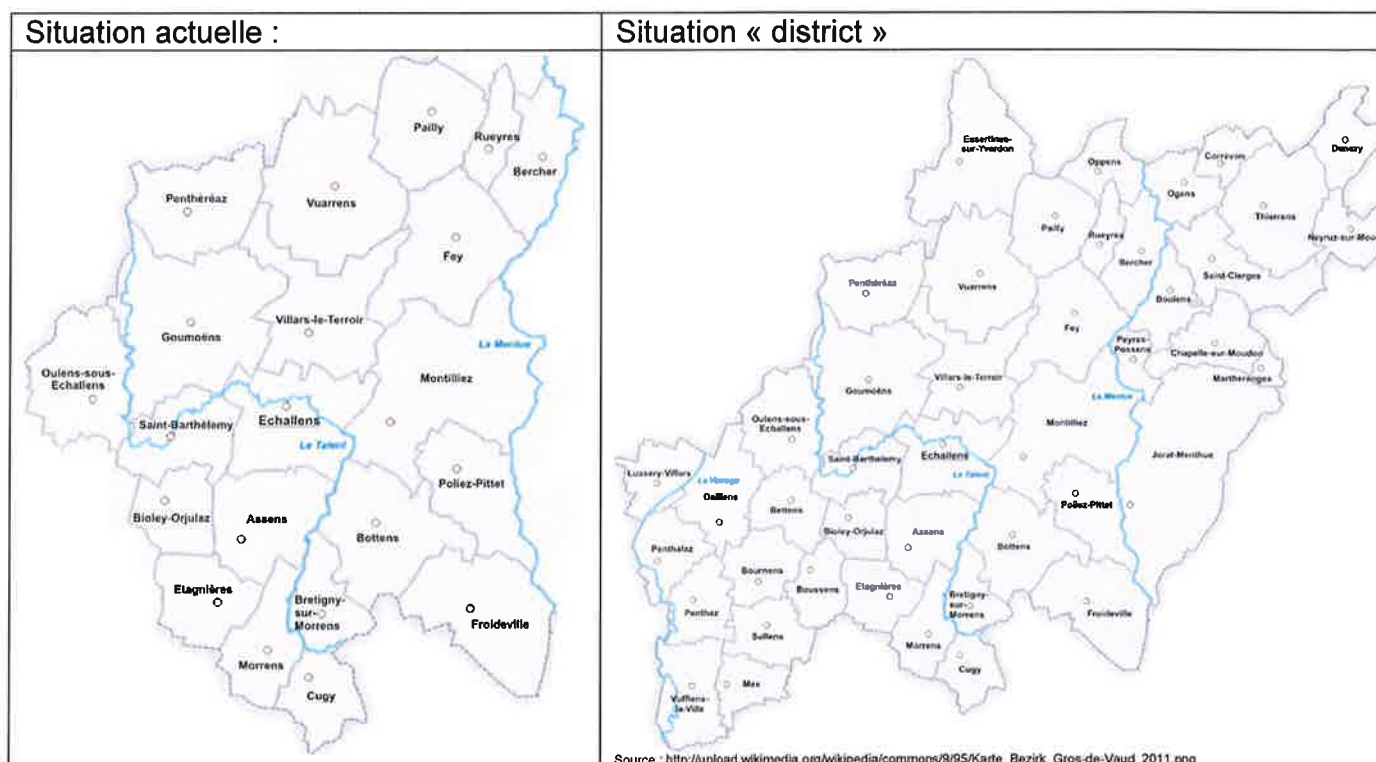 Situation actuelle :
Situation « district »
Pailly
Rueyres
Bercher
Penthéréaz
Vuarrens
Fey
Villars-le-Terroir
Goumoëns
La Mentue
Oulens-sous-
Echallens
Montilliez
Saint-Barthélemy
Echallens
Le Talent
Poliez-Pittet
Bioley-Orjulaz
Assens
Bottens
Etagnières
Bretigny-
sur-
Morrens
Froideville
Morrens
Cugy
Essertines-
sur-Yverdon
Oppens
Correvon
Denezy
Ogens
Pailly
Thierrens
Rueyres
Neyruz-sur-Moud
Bercher
Saint-Cierges
Penthéréaz
Vuarrens
Boulens
Fey
Peyres-
Possens
Chapelle-sur-Moudon
Martherenges
Goumoëns
Villars-le-Terroir
La Mentue
Oulens-sous-
Echallens
Montilliez
Saint-Barthélemy
Echallens
Jorat-Menthue
Lussery-Villars
La Venoge
Le Talent
Daillens
Poliez-Pittet
Bettens
Bioley-Orjulaz
Assens
Bottens
Penthalaz
Bournens
Boussens
Etagnières
Bretigny-
sur-
Morrens
Penthaz
Froideville
Sullens
Morrens
Cugy
Mex
Vufflens-
la-Ville
Source : http://upload.wikimedia.org/wikipedia/commons/9/95/Karte_Bezirk_Gros-de-Vaud_2011.png